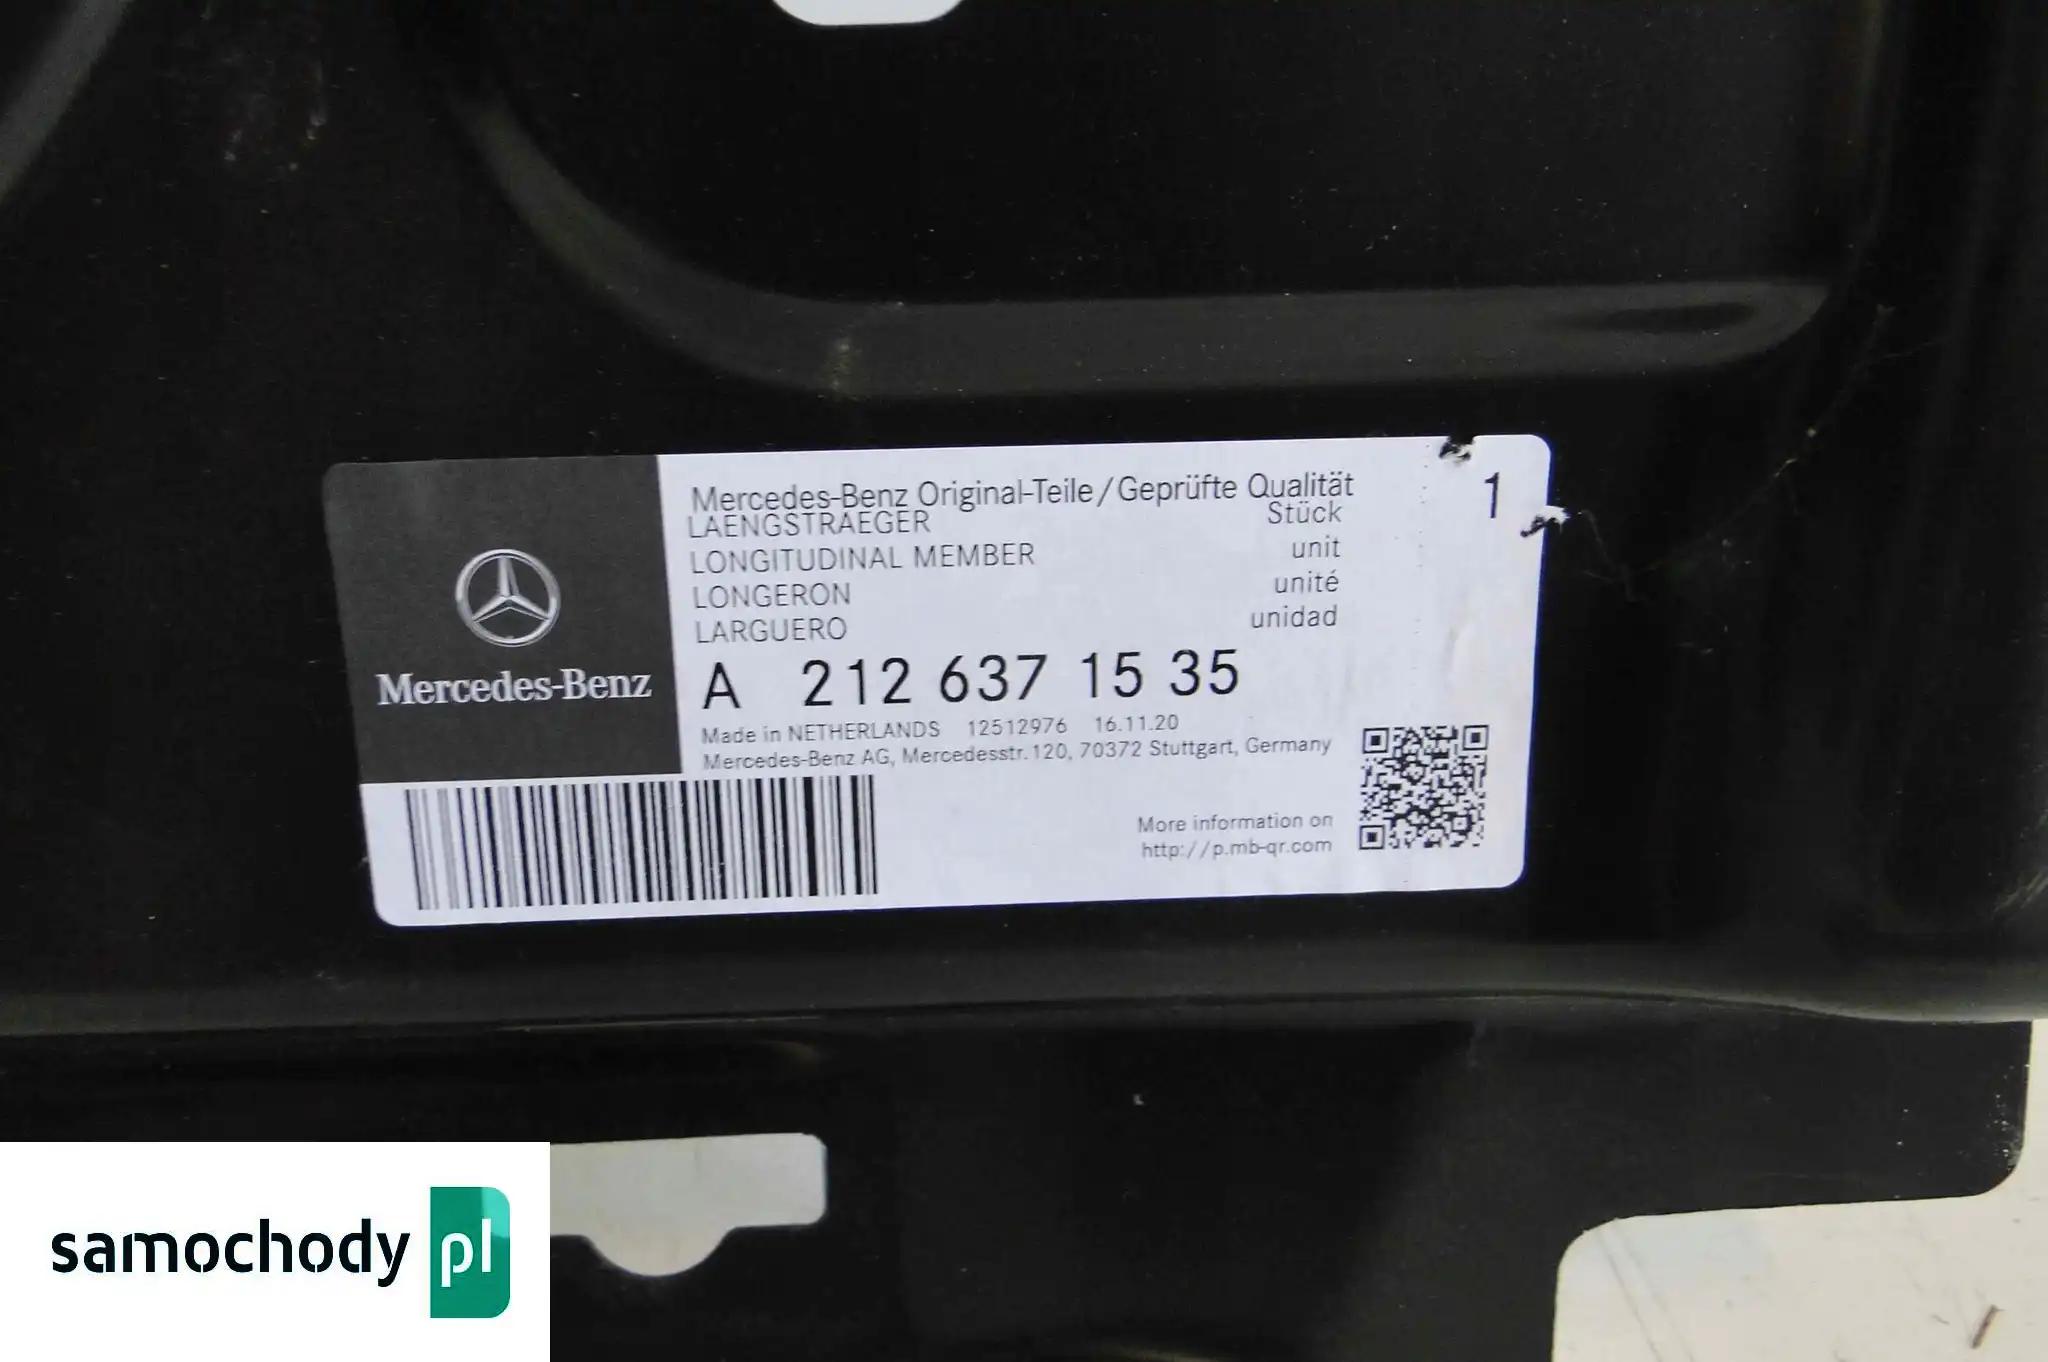 Mercedes-Benz Original-Teile/Geprüfte Qualität
LAENGSTRAEGER Stück 1
LONGITUDINAL MEMBER unit
LONGERON unité
LARGUERO unidad
A 212 637 15 35
Mercedes-Benz
Made in NETHERLANDS 12512976 16.11.20
Mercedes-Benz AG, Mercedesstr. 120, 70372 Stuttgart, Germany
More information on
http://p.mb-qr.com
samochody pl